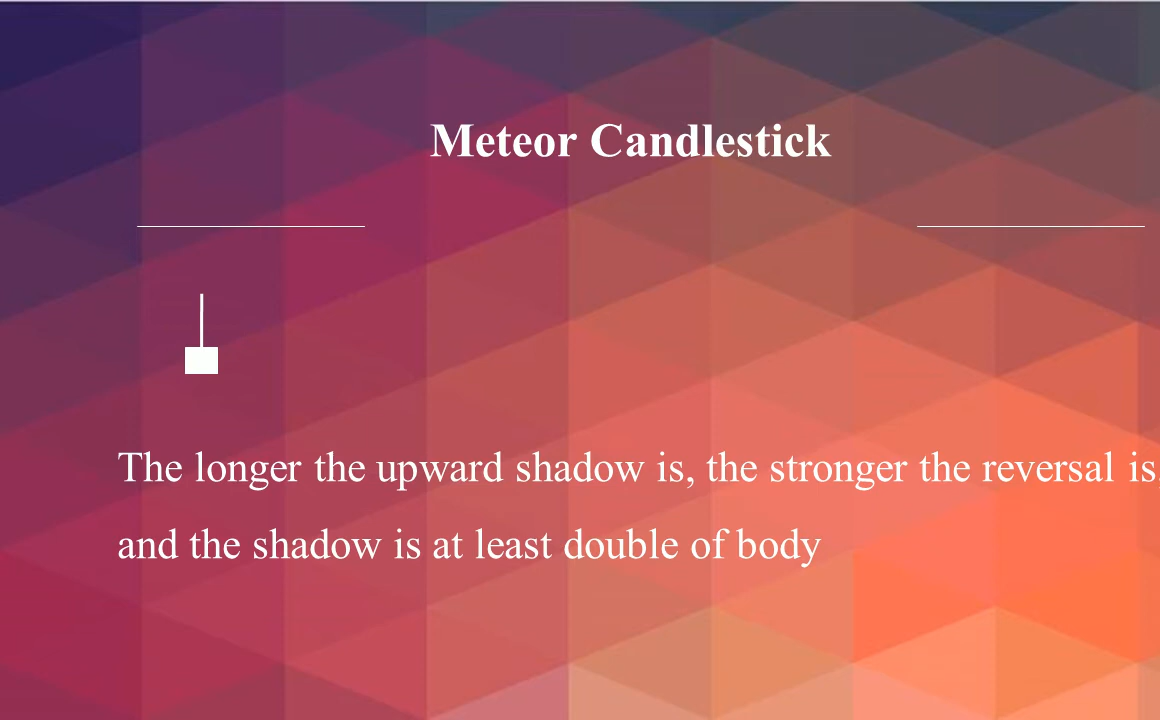 Meteor Candlestick
The longer the upward shadow is, the stronger the reversal is,
and the shadow is at least double of body